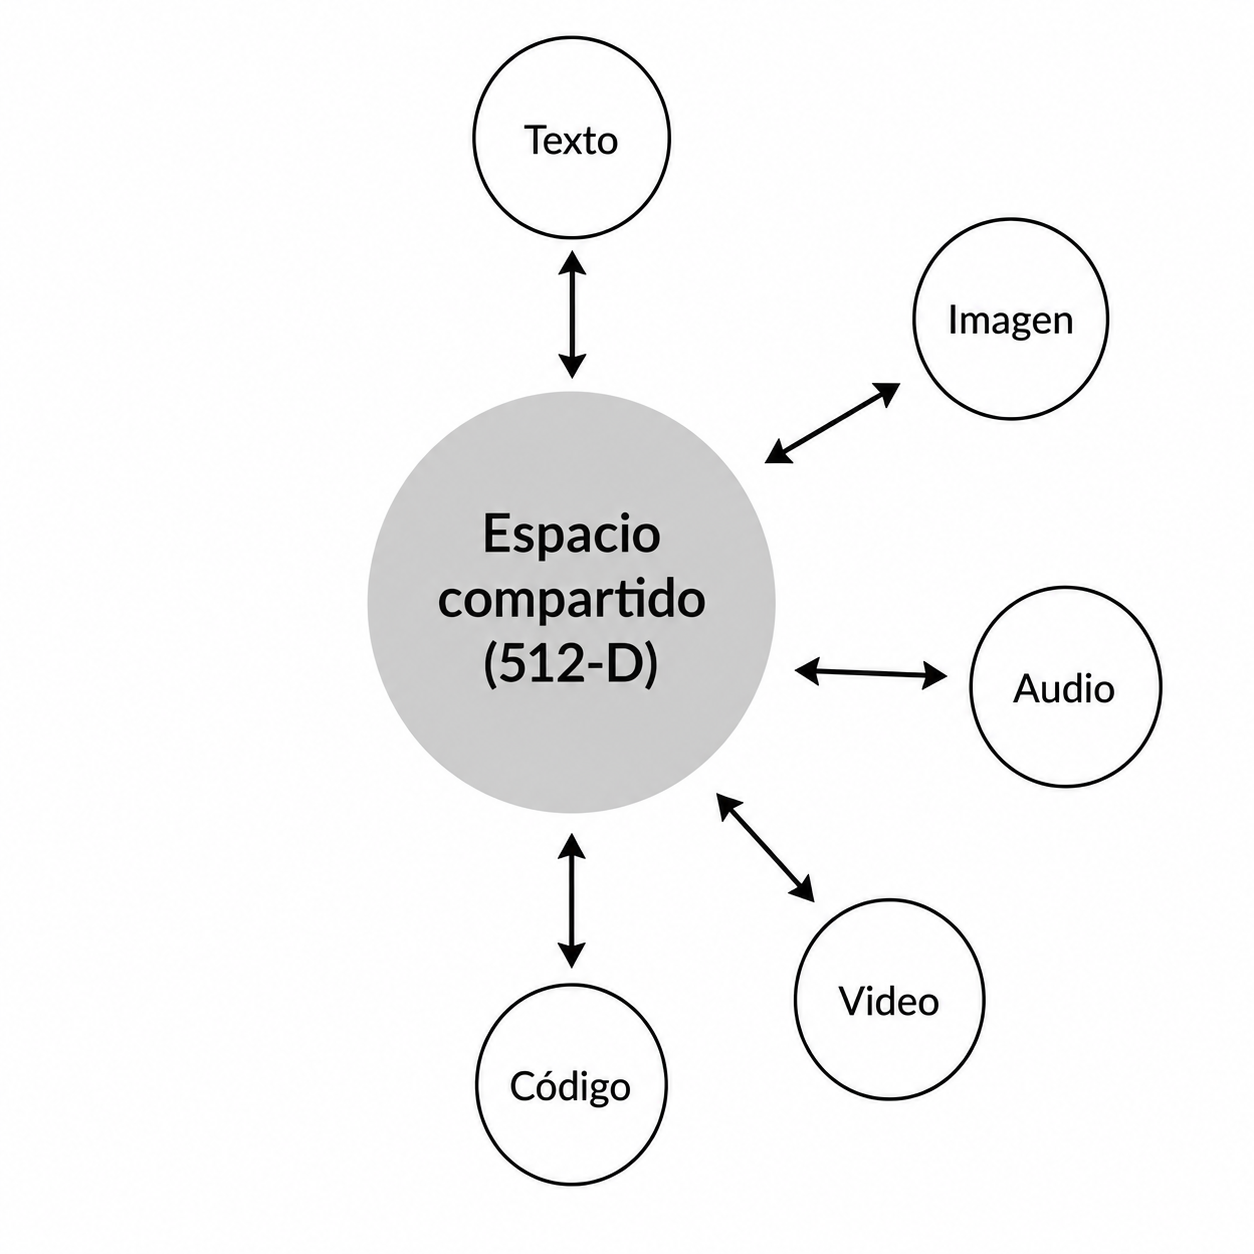 Texto
Imagen
Espacio
compartido
(512-D)
Audio
Video
Código